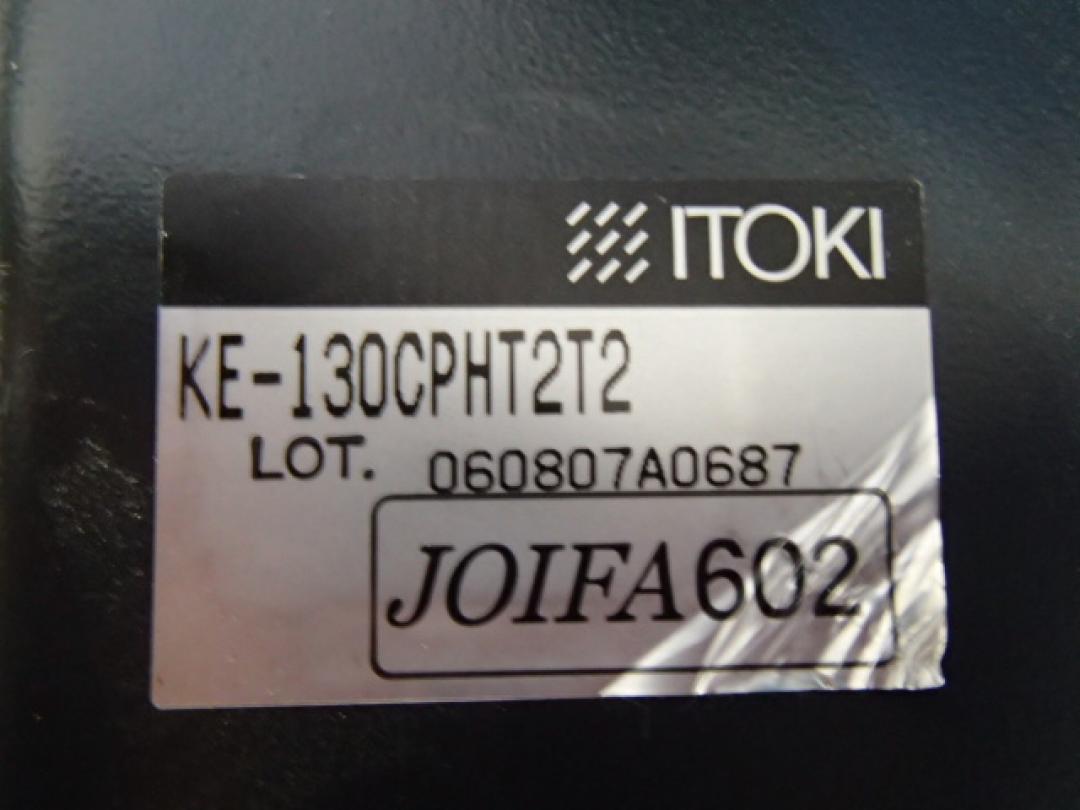 ITOKI
KE-130CPHT2T2
LOT. 060807A0687
JOIFA602